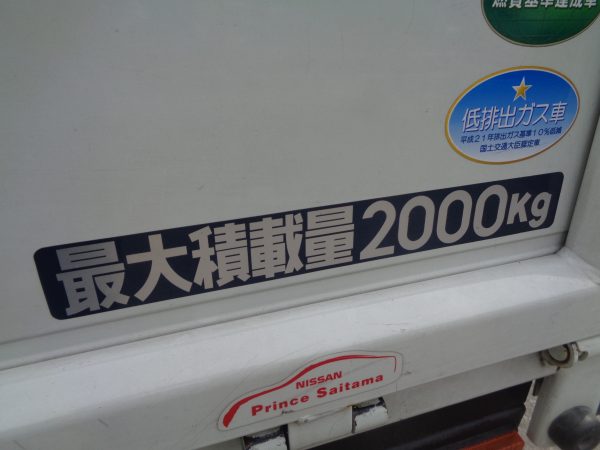 燃費基準達成車
低排出ガス車
平成21年排出ガス基準10%低減
国土交通大臣認定車
最大積載量2000Kg
NISSAN
Prince Saitama